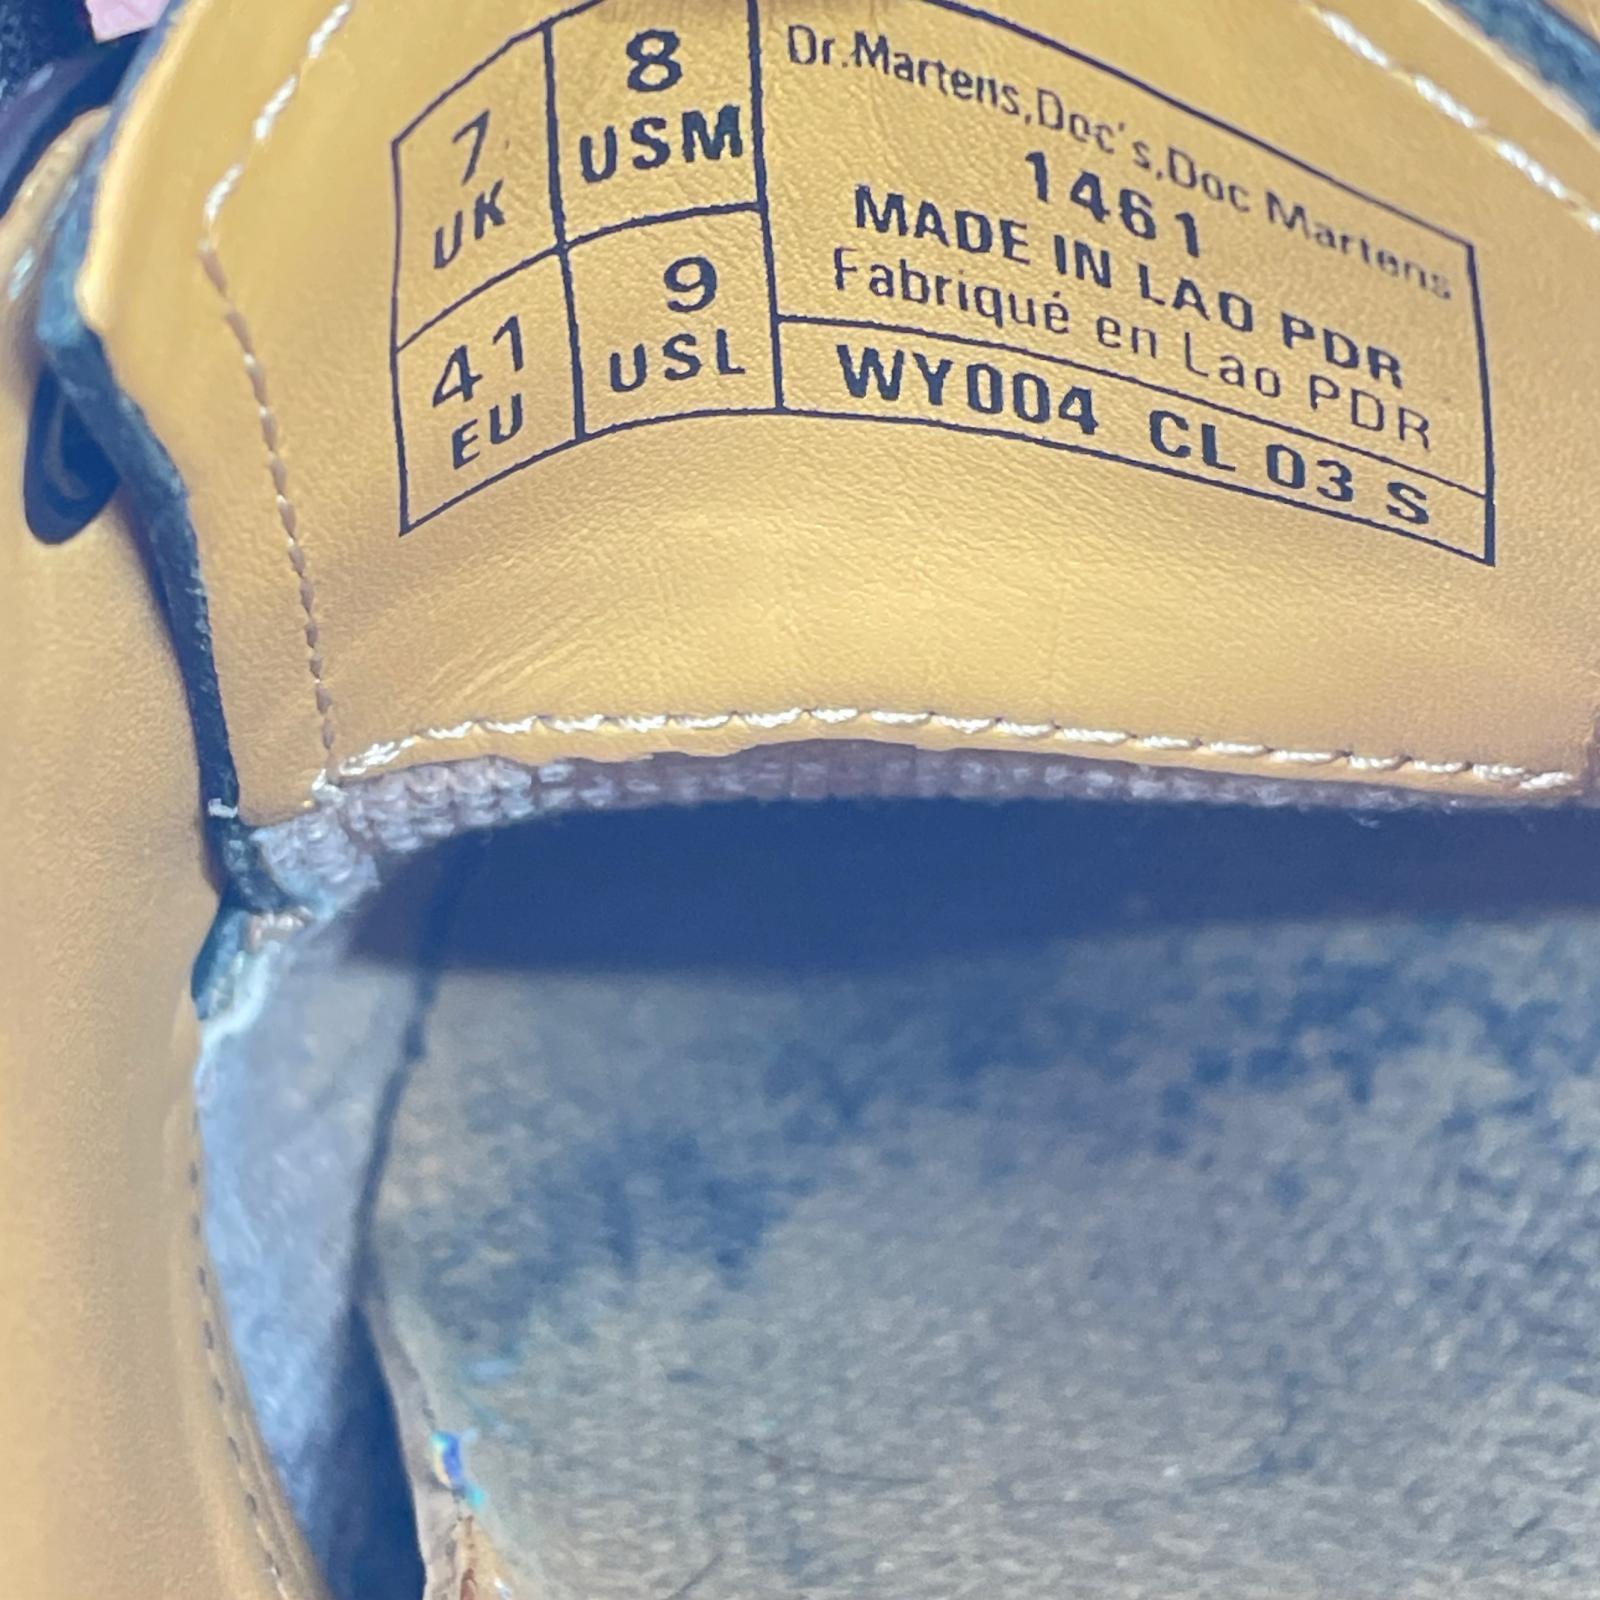 7
UK
8
USM
41
EU
9
USL
Dr.Martens,Doc's,Doc Martens
1461
MADE IN LAO PDR
Fabriqué en Lao PDR
WY004 CL 03 S